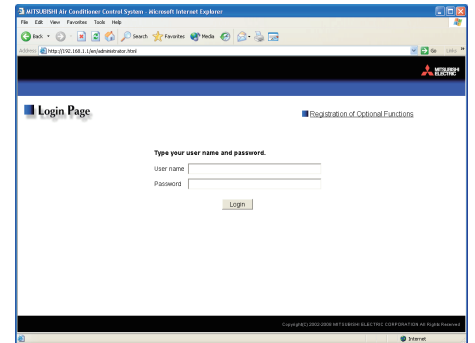 MITSUBISHI Air Conditioner Control System - Microsoft Internet Explorer
File Edit View Favorites Tools Help
Back Search Favorites Media
Address http://192.168.1.1/en/administrator.html Go Links »
MITSUBISHI
ELECTRIC
Login Page
Registration of Optional Functions
Type your user name and password.
User name
Password
Login
Copyright(C) 2002-2008 MITSUBISHI ELECTRIC CORPORATION All Rights Reserved
Internet